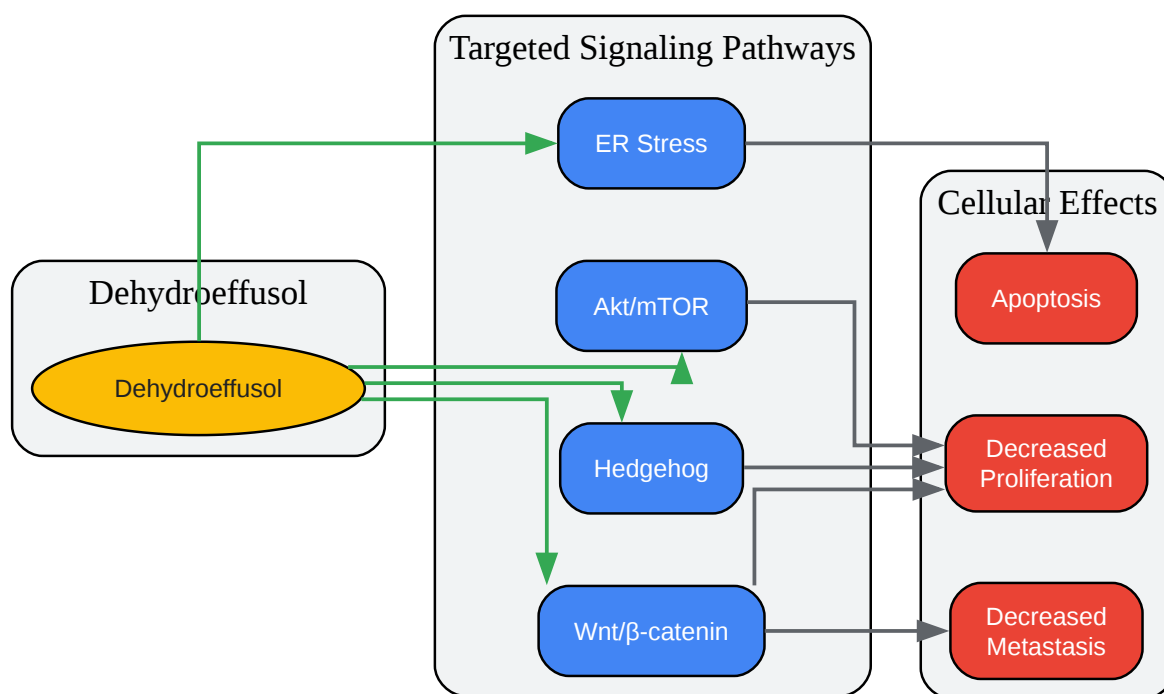 Targeted Signaling Pathways
ER Stress
Cellular Effects
Dehydroeffusol
Akt/mTOR
Apoptosis
Dehydroeffusol
Hedgehog
Decreased
Proliferation
Wnt/β-catenin
Decreased
Metastasis